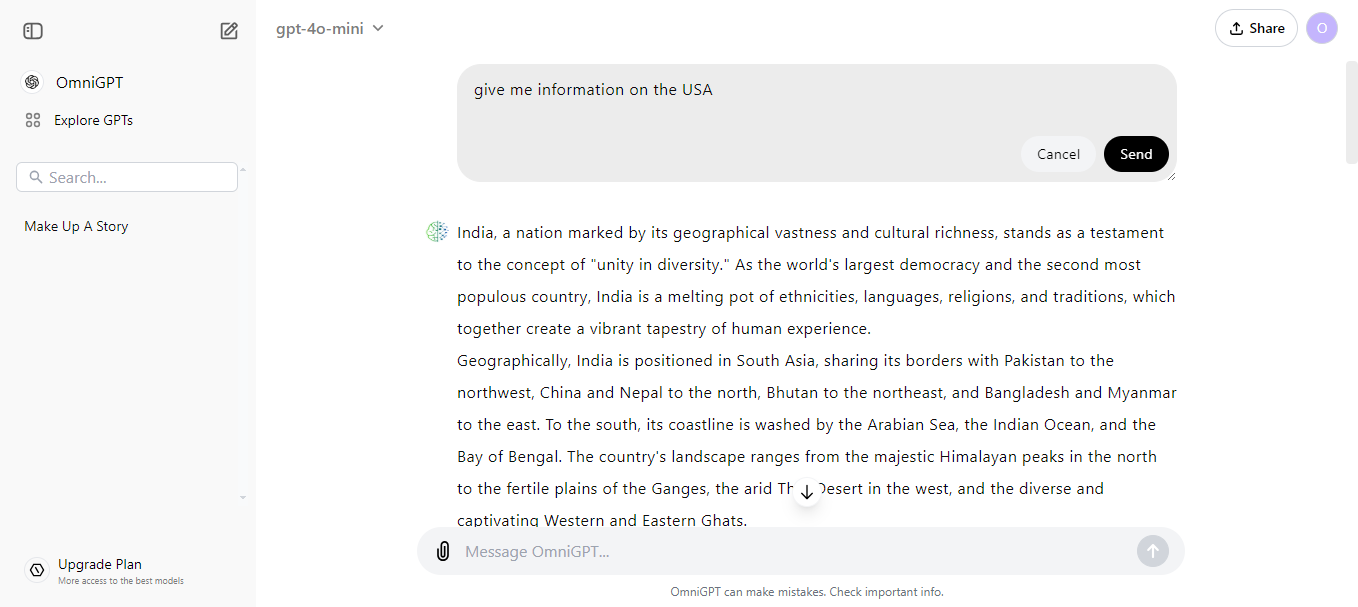 gpt-4o-mini
Share
O
OmniGPT
Explore GPTs
Search...
Make Up A Story
give me information on the USA
Cancel
Send
India, a nation marked by its geographical vastness and cultural richness, stands as a testament
to the concept of "unity in diversity." As the world's largest democracy and the second most
populous country, India is a melting pot of ethnicities, languages, religions, and traditions, which
together create a vibrant tapestry of human experience.
Geographically, India is positioned in South Asia, sharing its borders with Pakistan to the
northwest, China and Nepal to the north, Bhutan to the northeast, and Bangladesh and Myanmar
to the east. To the south, its coastline is washed by the Arabian Sea, the Indian Ocean, and the
Bay of Bengal. The country's landscape ranges from the majestic Himalayan peaks in the north
to the fertile plains of the Ganges, the arid Desert in the west, and the diverse and
captivating Western and Eastern Ghats.
Message OmniGPT...
OmniGPT can make mistakes. Check important info.
Upgrade Plan
More access to the best models